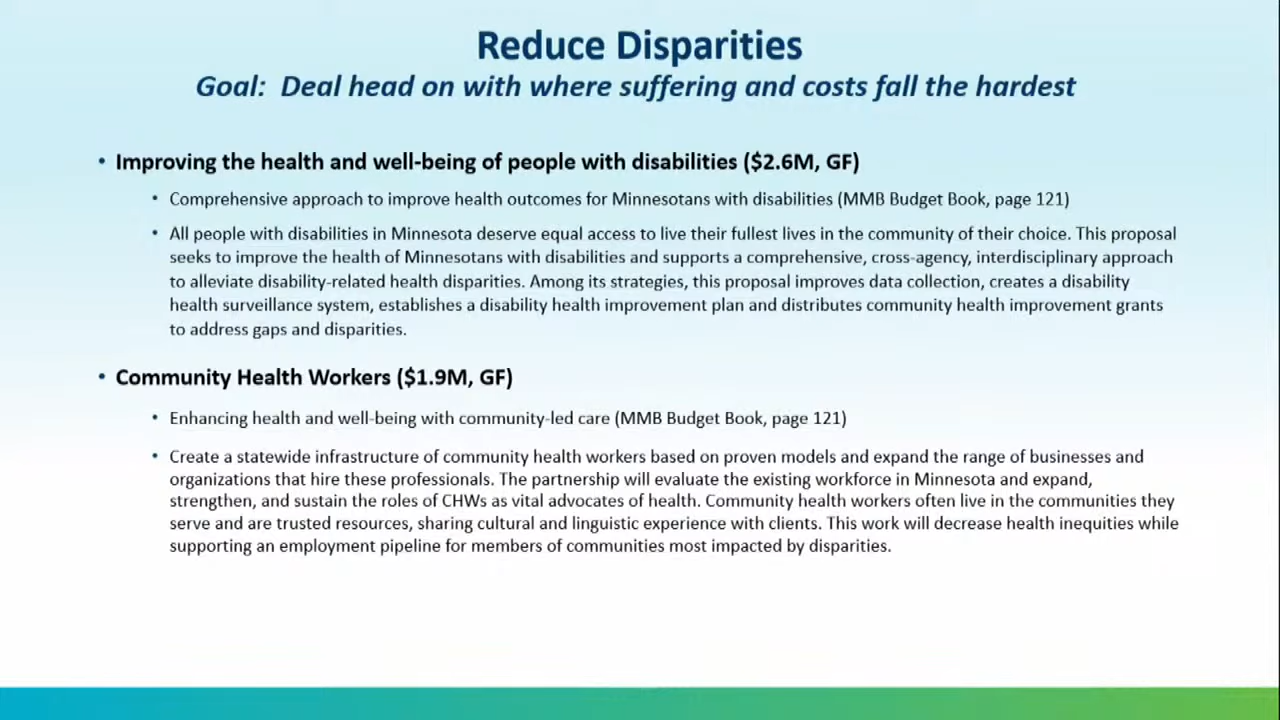 Reduce Disparities
Goal:  Deal head on with where suffering and costs fall the hardest
• Improving the health and well-being of people with disabilities ($2.6M, GF)
• Comprehensive approach to improve health outcomes for Minnesotans with disabilities (MMB Budget Book, page 121)
• All people with disabilities in Minnesota deserve equal access to live their fullest lives in the community of their choice. This proposal
seeks to improve the health of Minnesotans with disabilities and supports a comprehensive, cross-agency, interdisciplinary approach
to alleviate disability-related health disparities. Among its strategies, this proposal improves data collection, creates a disability
health surveillance system, establishes a disability health improvement plan and distributes community health improvement grants
to address gaps and disparities.
• Community Health Workers ($1.9M, GF)
• Enhancing health and well-being with community-led care (MMB Budget Book, page 121)
• Create a statewide infrastructure of community health workers based on proven models and expand the range of businesses and
organizations that hire these professionals. The partnership will evaluate the existing workforce in Minnesota and expand,
strengthen, and sustain the roles of CHWs as vital advocates of health. Community health workers often live in the communities they
serve and are trusted resources, sharing cultural and linguistic experience with clients. This work will decrease health inequities while
supporting an employment pipeline for members of communities most impacted by disparities.